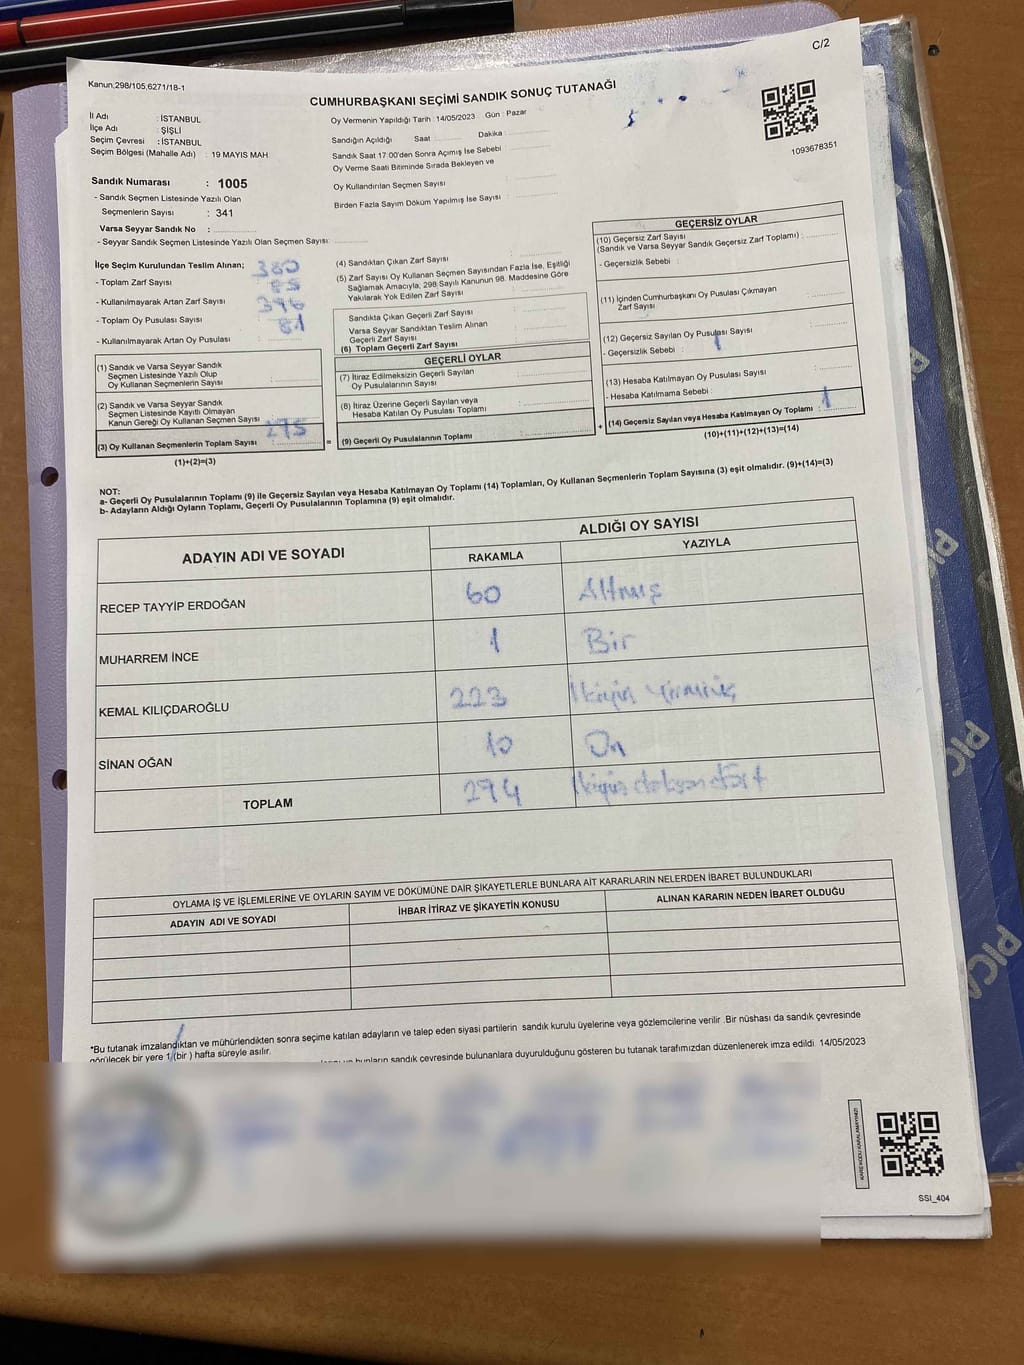 C/2
Kanun,298/105,6271/18-1
CUMHURBAŞKANI SEÇİMİ SANDIK SONUÇ TUTANAĞI
İl Adı : İSTANBUL
İlçe Adı : ŞİŞLİ
Seçim Çevresi : İSTANBUL
Seçim Bölgesi (Mahalle Adı) : 19 MAYIS MAH.
Sandık Numarası : 1005
- Sandık Seçmen Listesinde Yazılı Olan
Seçmenlerin Sayısı : 341
Varsa Seyyar Sandık No :
- Seyyar Sandık Seçmen Listesinde Yazılı Olan Seçmen Sayısı:
Oy Vermenin Yapıldığı Tarih : 14/05/2023 Gün : Pazar
Sandığın Açıldığı Saat Dakika :
Sandık Saat 17:00'den Sonra Açımış İse Sebebi :
Oy Verme Saati Bitiminde Sırada Bekleyen ve
Oy Kullandırılan Seçmen Sayısı :
Birden Fazla Sayım Döküm Yapılmış İse Sayısı :
1093678351
İlçe Seçim Kurulundan Teslim Alınan;
- Toplam Zarf Sayısı : 380
- Kullanılmayarak Artan Zarf Sayısı : 85
- Toplam Oy Pusulası Sayısı : 376
- Kullanılmayarak Artan Oy Pusulası : 81
(1) Sandık ve Varsa Seyyar Sandık
Seçmen Listesinde Yazılı Olup
Oy Kullanan Seçmenlerin Sayısı :
(2) Sandık ve Varsa Seyyar Sandık
Seçmen Listesinde Kayıtlı Olmayan
Kanun Gereği Oy Kullanan Seçmen Sayısı :
(3) Oy Kullanan Seçmenlerin Toplam Sayısı : 295
(1)+(2)=(3)
(4) Sandıktan Çıkan Zarf Sayısı :
(5) Zarf Sayısı Oy Kullanan Seçmen Sayısından Fazla İse, Eşitliği
Sağlamak Amacıyla, 298 Sayılı Kanunun 98. Maddesine Göre
Yakılarak Yok Edilen Zarf Sayısı :
Sandıkta Çıkan Geçerli Zarf Sayısı :
Varsa Seyyar Sandıktan Teslim Alınan
Geçerli Zarf Sayısı :
(6) Toplam Geçerli Zarf Sayısı :
GEÇERLİ OYLAR
(7) İtiraz Edilmeksizin Geçerli Sayılan
Oy Pusulalarının Sayısı :
(8) İtiraz Üzerine Geçerli Sayılan veya
Hesaba Katılan Oy Pusulası Toplamı :
= (9) Geçerli Oy Pusulalarının Toplamı :
GEÇERSİZ OYLAR
(10) Geçersiz Zarf Sayısı
(Sandık ve Varsa Seyyar Sandık Geçersiz Zarf Toplamı) :
- Geçersizlik Sebebi :
(11) İçinden Cumhurbaşkanı Oy Pusulası Çıkmayan
Zarf Sayısı :
(12) Geçersiz Sayılan Oy Pusulası Sayısı :
- Geçersizlik Sebebi : 1
(13) Hesaba Katılmayan Oy Pusulası Sayısı :
- Hesaba Katılmama Sebebi :
+ (14) Geçersiz Sayılan veya Hesaba Katılmayan Oy Toplamı : 1
(10)+(11)+(12)+(13)=(14)
NOT:
a- Geçerli Oy Pusulalarının Toplamı (9) ile Geçersiz Sayılan veya Hesaba Katılmayan Oy Toplamı (14) Toplamları, Oy Kullanan Seçmenlerin Toplam Sayısına (3) eşit olmalıdır. (9)+(14)=(3)
b- Adayların Aldığı Oyların Toplamı, Geçerli Oy Pusulalarının Toplamına (9) eşit olmalıdır.
ADAYIN ADI VE SOYADI ALDIĞI OY SAYISI
RAKAMLA YAZIYLA
RECEP TAYYİP ERDOĞAN 60 Altmış
MUHARREM İNCE 1 Bir
KEMAL KILIÇDAROĞLU 223 İkiyüz yirmiüç
SİNAN OĞAN 10 On
TOPLAM 294 İkiyüz doksan dört
OYLAMA İŞ VE İŞLEMLERİNE VE OYLARIN SAYIM VE DÖKÜMÜNE DAİR ŞİKAYETLERLE BUNLARA AİT KARARLARIN NELERDEN İBARET BULUNDUKLARI
ADAYIN ADI VE SOYADI İHBAR İTİRAZ VE ŞİKAYETİN KONUSU ALINAN KARARIN NEDEN İBARET OLDUĞU
*Bu tutanak imzalandıktan ve mühürlendikten sonra seçime katılan adayların ve talep eden siyasi partilerin sandık kurulu üyelerine veya gözlemcilerine verilir .Bir nüshası da sandık çevresinde
görülecek bir yere 1 (bir ) hafta süreyle asılır.
bunların sandık çevresinde bulunanlara duyurulduğunu gösteren bu tutanak tarafımızdan düzenlenerek imza edildi. 14/05/2023
KARE KODU KARALAMAYINIZ!
SSI_404
PICA
PICA
PICA